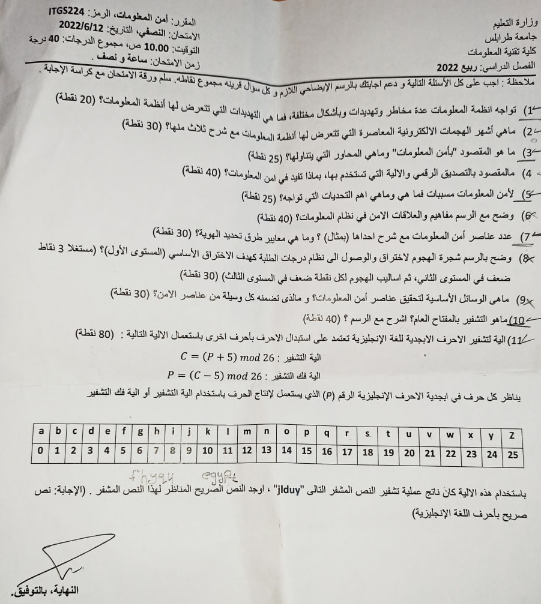 وزارة التعليم
جامعة طرابلس
كلية تقنية المعلومات
الفصل الدراسي: ربيع 2022
المقرر: أمن المعلومات، الرمز: ITGS224
الامتحان: النصفي، التاريخ: 2022/6/12
التوقيت: 10.00 ص، مجموع الدرجات: 40 درجة
زمن الامتحان: ساعة و نصف .
ملاحظة : اجب على كل الأسئلة التالية و دعم اجابتك بالرسم الإيضاحي اللازم و كل سؤال قرينه مجموع نقاطه. سلم ورقة الامتحان مع كراسة الإجابة .
1) تواجه انظمة المعلومات عدة مخاطر وتهديدات وبأشكال مختلفة، فما هي التهديدات التي تتعرض لها أنظمة المعلومات؟ (20 نقطة)
2) ماهي أشهر الهجمات الالكترونية المعاصرة التي تتعرض لها أنظمة المعلومات مع شرح ثلاث منها؟ (30 نقطة)
3) ما هو المقصود "بأمن المعلومات" وماهي المحاور التي يتناولها؟ (25 نقطة)
4) مالمقصود بالتصديق الرقمي والالية التي تستخدم بها، بماذا تفيد في امن المعلومات؟ (40 نقطة)
5) لأمن المعلومات مسببات فما هي وماهي اهم التحديات التي تواجه؟ (25 نقطة)
6) وضح مع الرسم مفاهيم والعلاقات الامن في نظام المعلومات؟ (40 نقطة)
7) عدد عناصر أمن المعلومات مع شرح احداها (بمثال) ؟ وما هي معايير طرق تحديد الهوية؟ (30 نقطة)
8) وضح بالرسم شجرة الهجوم لاختراق والوصول الى نظام درجات الطلبة كهدف الاختراق الأساسي (المستوى الأول)؟ (مستغلا 3 نقاط
ضعف في المستوى الثاني، ثم اساليب الهجوم لكل نقطة ضعف في المستوى الثالث) (30 نقطة)
9) ماهي الوسائل الأساسية لتحقيق عناصر أمن المعلومات؟ و مالذى تضمنه كل وسيلة من عناصر الامن؟ (30 نقطة)
10) ماهو التشفير بالمفتاح العام؟ اشرح مع الرسم ؟ (40 نقطة)
11) الية لتشفير الاحرف الابجدية للغة الإنجليزية تعتمد على استبدال الاحرف بأحرف اخرى باستعمال الالية التالية : (80 نقطة)
الية التشفير : C = (P + 5) mod 26
الية فك التشفير : P = (C − 5) mod 26
يناظر كل حرف في ابجدية الاحرف الإنجليزية الرقم (P) الذي يستعمل لإنتاج الحرف باستخدام الية التشفير أو الية فك التشفير
a b c d e f g h i j k l m n o p q r s t u v w x y Z
0 1 2 3 4 5 6 7 8 9 10 11 12 13 14 15 16 17 18 19 20 21 22 23 24 25
باستخدام هذه الالية كان ناتج عملية تشفير النص المشفر التالى "jlduy" ، اوجد النص الصريح المناظر لهذا النص المشفر . (الإجابة: نص
صريح بأحرف اللغة الإنجليزية)
النهاية، بالتوفيق.